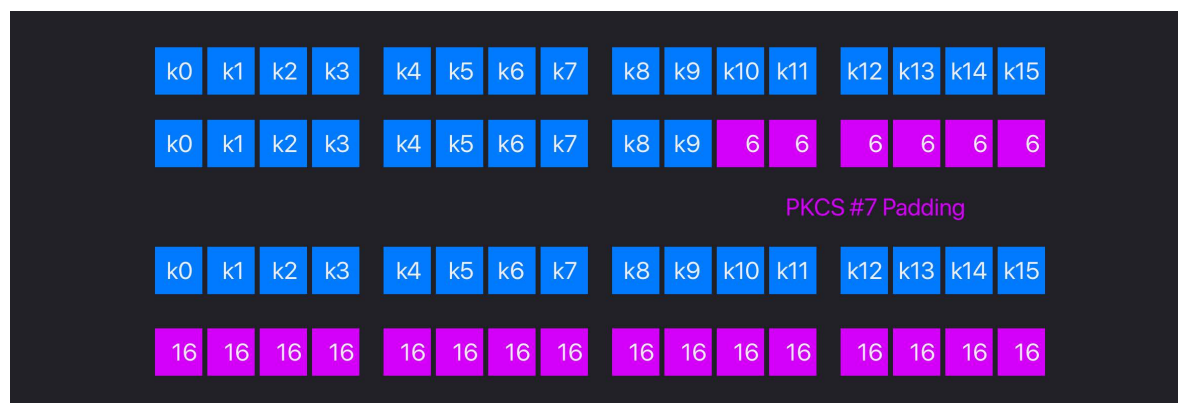 k0 k1 k2 k3 k4 k5 k6 k7 k8 k9 k10 k11 k12 k13 k14 k15
k0 k1 k2 k3 k4 k5 k6 k7 k8 k9 6 6 6 6 6 6
PKCS #7 Padding
k0 k1 k2 k3 k4 k5 k6 k7 k8 k9 k10 k11 k12 k13 k14 k15
16 16 16 16 16 16 16 16 16 16 16 16 16 16 16 16